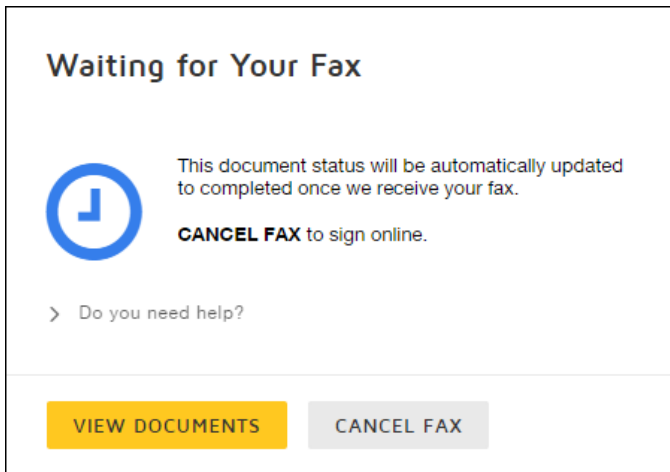 Waiting for Your Fax
This document status will be automatically updated
to completed once we receive your fax.
CANCEL FAX to sign online.
Do you need help?
VIEW DOCUMENTS
CANCEL FAX